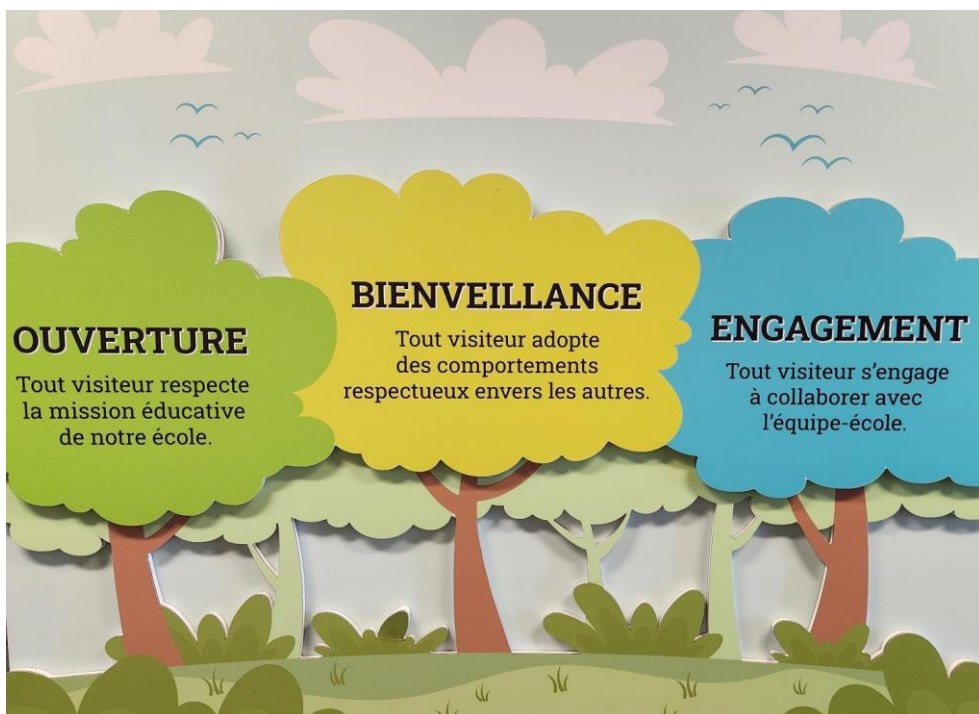 OUVERTURE
Tout visiteur respecte
la mission éducative
de notre école.
BIENVEILLANCE
Tout visiteur adopte
des comportements
respectueux envers les autres.
ENGAGEMENT
Tout visiteur s'engage
à collaborer avec
l'équipe-école.